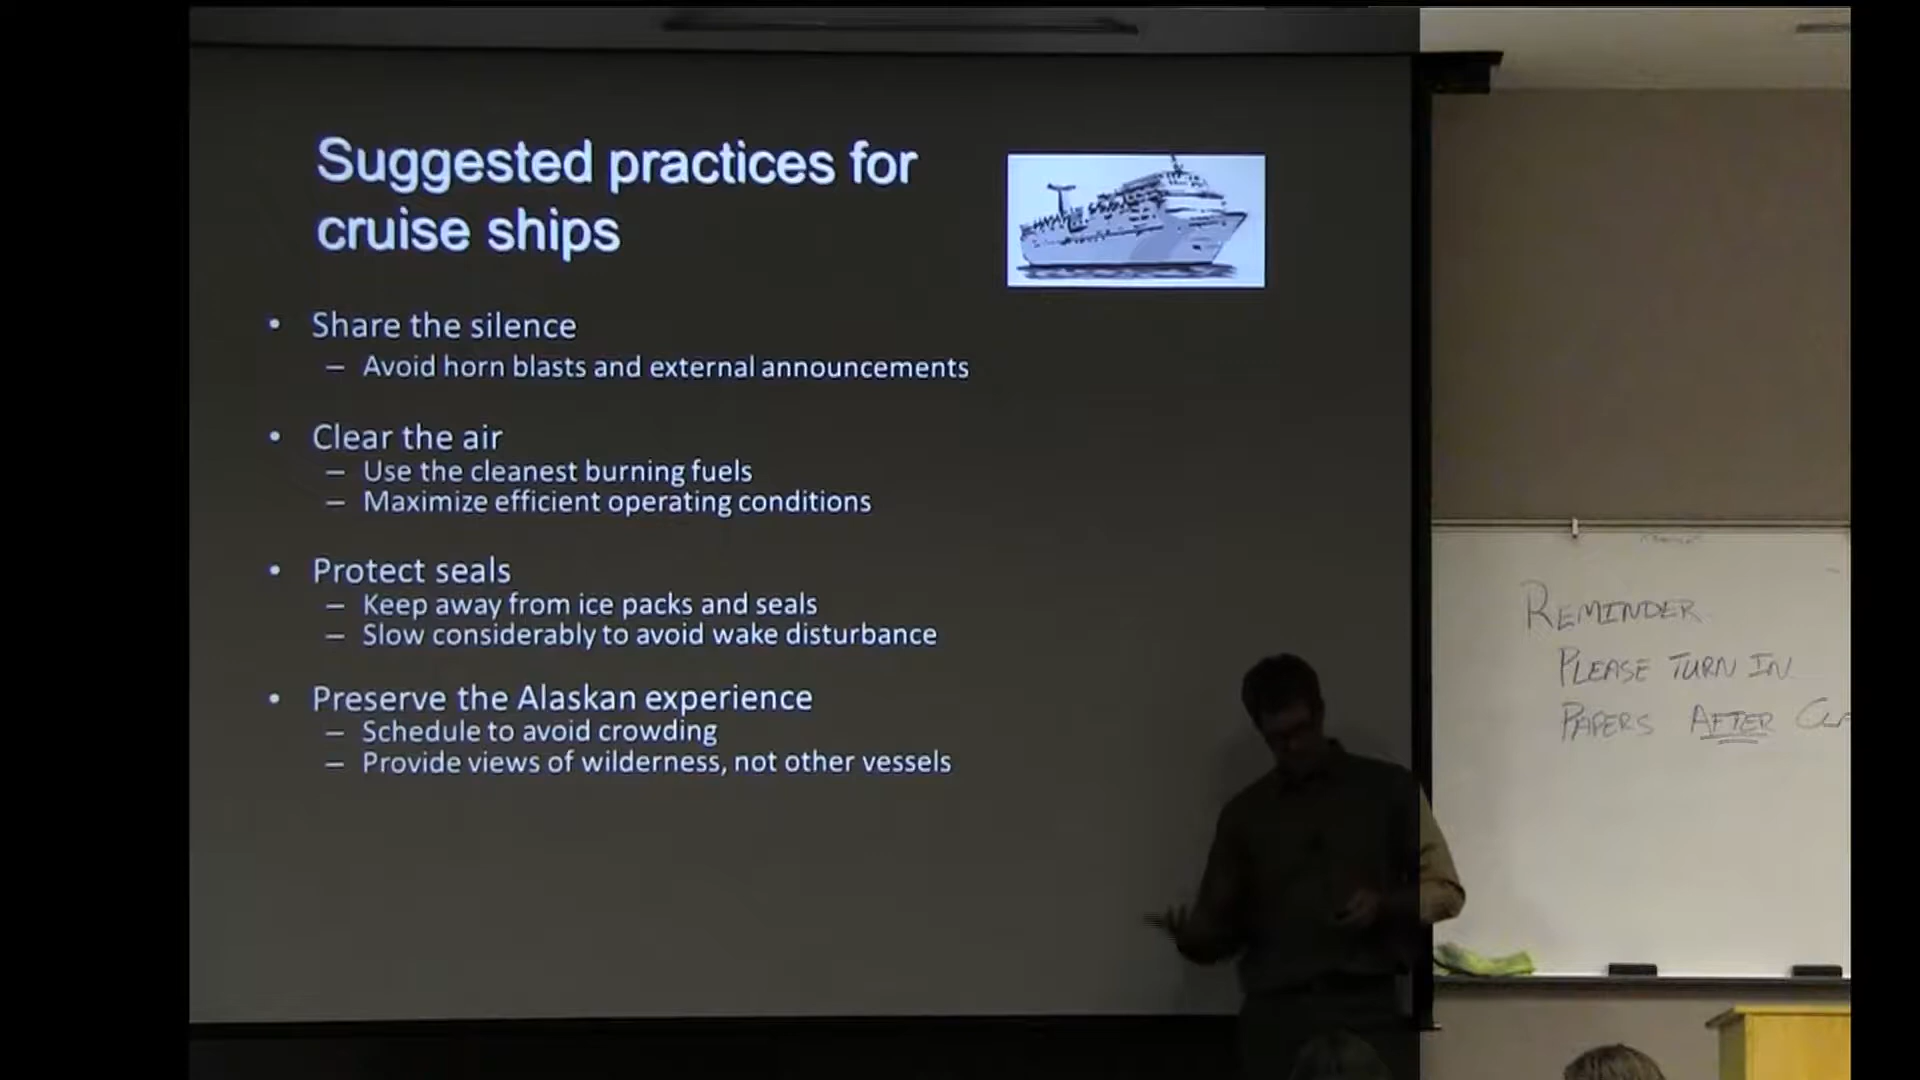 Suggested practices for
cruise ships
• Share the silence
– Avoid horn blasts and external announcements
• Clear the air
– Use the cleanest burning fuels
– Maximize efficient operating conditions
• Protect seals
– Keep away from ice packs and seals
– Slow considerably to avoid wake disturbance
• Preserve the Alaskan experience
– Schedule to avoid crowding
– Provide views of wilderness, not other vessels
REMINDER
PLEASE TURN IN
PAPERS AFTER